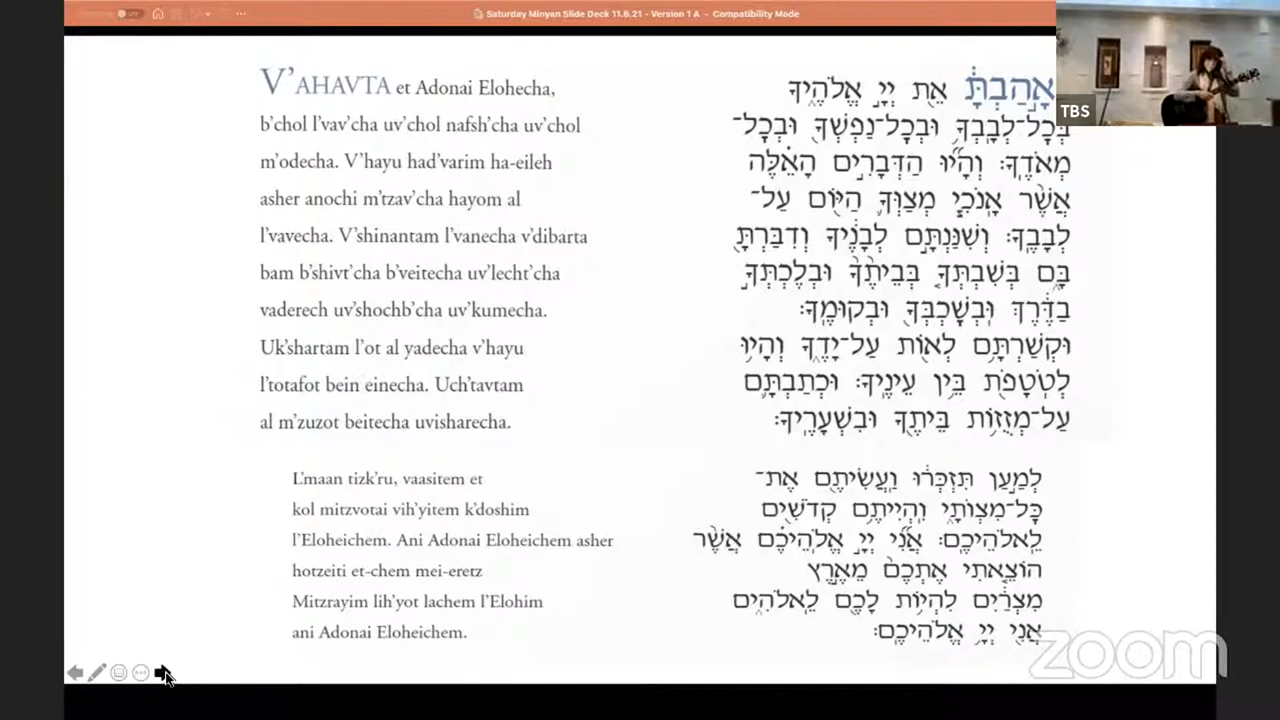 Saturday Minyan Slide Deck 11.6.21 - Version 1 A - Compatibility Mode
TBS
V’AHAVTA et Adonai Elohecha,
b’chol l’vav’cha uv’chol nafsh’cha uv’chol
m’odecha. V’hayu had’varim ha-eileh
asher anochi m’tzav’cha hayom al
l’vavecha. V’shinantam l’vanecha v’dibarta
bam b’shivt’cha b’veitecha uv’lecht’cha
vaderech uv’shochb’cha uv’kumecha.
Uk’shartam l’ot al yadecha v’hayu
l’totafot bein einecha. Uch’tavtam
al m’zuzot beitecha uvisharecha.
L’maan tizk’ru, vaasitem et
kol mitzvotai vih’yitem k’doshim
l’Eloheichem. Ani Adonai Eloheichem asher
hotzeiti et-chem mei-eretz
Mitzrayim lih’yot lachem l’Elohim
ani Adonai Eloheichem.
אָהַבְתָּ֔ אֵ֖ת יְיָ֣ אֱלֹהֶ֑יךָ
בְּכׇל־לְבָבְךָ֥ וּבְכׇל־נַפְשְׁךָ֖ וּבְכׇל־
מְאֹדֶֽךָ׃ וְהָי֞וּ הַדְּבָרִ֣ים הָאֵ֗לֶּה
אֲשֶׁ֨ר אָֽנֹכִ֧י מְצַוְּךָ֛ הַיּ֖וֹם עַל־
לְבָבֶֽךָ׃ וְשִׁנַּנְתָּ֣ם לְבָנֶ֔יךָ וְדִבַּרְתָּ֖
בָּ֑ם בְּשִׁבְתְּךָ֤ בְּבֵיתֶ֙ךָ֙ וּבְלֶכְתְּךָ֣
בַדֶּ֔רֶךְ וּֽבְשׇׁכְבְּךָ֖ וּבְקוּמֶֽךָ׃
וּקְשַׁרְתָּ֥ם לְא֖וֹת עַל־יָדֶ֑ךָ וְהָי֥וּ
לְטֹטָפֹ֖ת בֵּ֥ין עֵינֶֽיךָ׃ וּכְתַבְתָּ֛ם
עַל־מְזֻז֥וֹת בֵּיתֶ֖ךָ וּבִשְׁעָרֶֽיךָ׃
לְמַ֣עַן תִּזְכְּר֔וּ וַעֲשִׂיתֶ֖ם אֶת־
כׇּל־מִצְוֺתָ֑י וִהְיִיתֶ֥ם קְדֹשִׁ֖ים
לֵאלֹֽהֵיכֶֽם׃ אֲנִ֞י יְיָ֣ אֱלֹֽהֵיכֶ֗ם אֲשֶׁ֨ר
הוֹצֵ֤אתִי אֶתְכֶם֙ מֵאֶ֣רֶץ
מִצְרַ֔יִם לִהְי֥וֹת לָכֶ֖ם לֵאלֹהִ֑ים
אֲנִ֖י יְיָ֥ אֱלֹהֵיכֶֽם׃
zoom